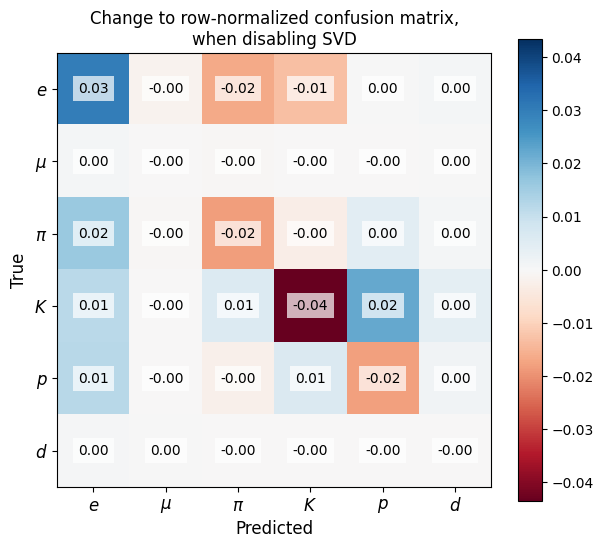 Change to row-normalized confusion matrix,
when disabling SVD
True
e 0.03 -0.00 -0.02 -0.01 0.00 0.00
μ 0.00 -0.00 -0.00 -0.00 -0.00 0.00
π 0.02 -0.00 -0.02 -0.00 0.00 0.00
K 0.01 -0.00 0.01 -0.04 0.02 0.00
p 0.01 -0.00 -0.00 0.01 -0.02 0.00
d 0.00 0.00 -0.00 -0.00 -0.00 -0.00
e μ π K p d
Predicted
0.04
0.03
0.02
0.01
0.00
−0.01
−0.02
−0.03
−0.04